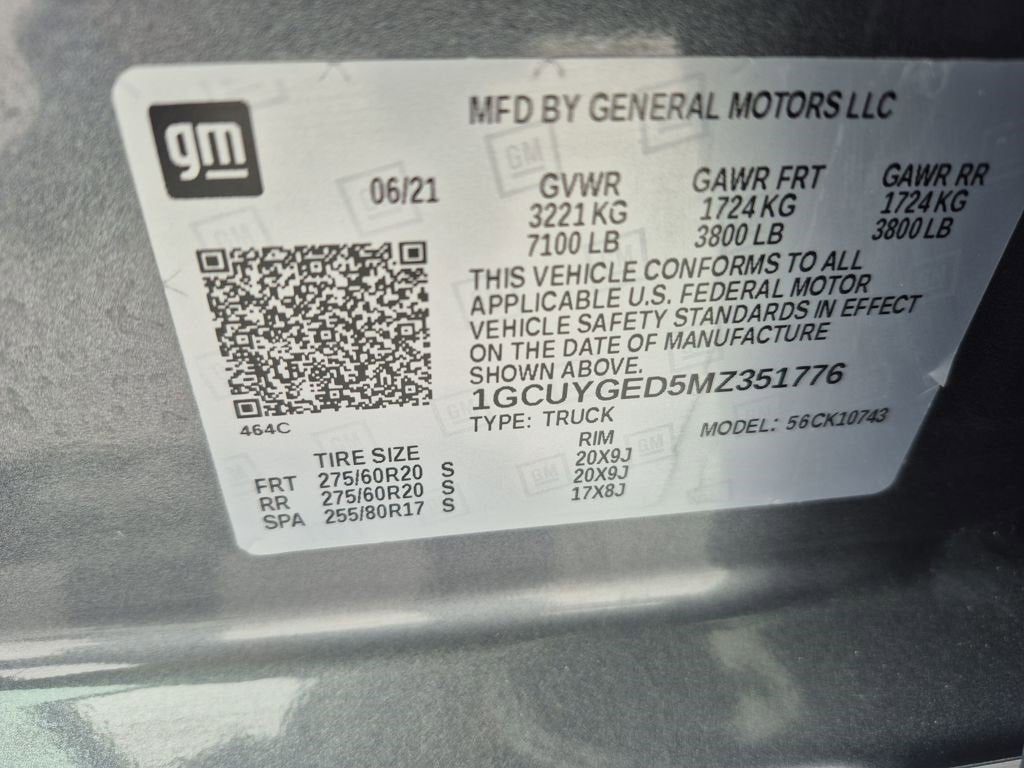 gm
MFD BY GENERAL MOTORS LLC
06/21
GVWR GAWR FRT GAWR RR
3221 KG 1724 KG 1724 KG
7100 LB 3800 LB 3800 LB
THIS VEHICLE CONFORMS TO ALL
APPLICABLE U.S. FEDERAL MOTOR
VEHICLE SAFETY STANDARDS IN EFFECT
ON THE DATE OF MANUFACTURE
SHOWN ABOVE.
1GCUYGED5MZ351776
TYPE: TRUCK
MODEL: 56CK10743
464C
TIRE SIZE RIM
FRT 275/60R20 S 20X9J
RR 275/60R20 S 20X9J
SPA 255/80R17 S 17X8J